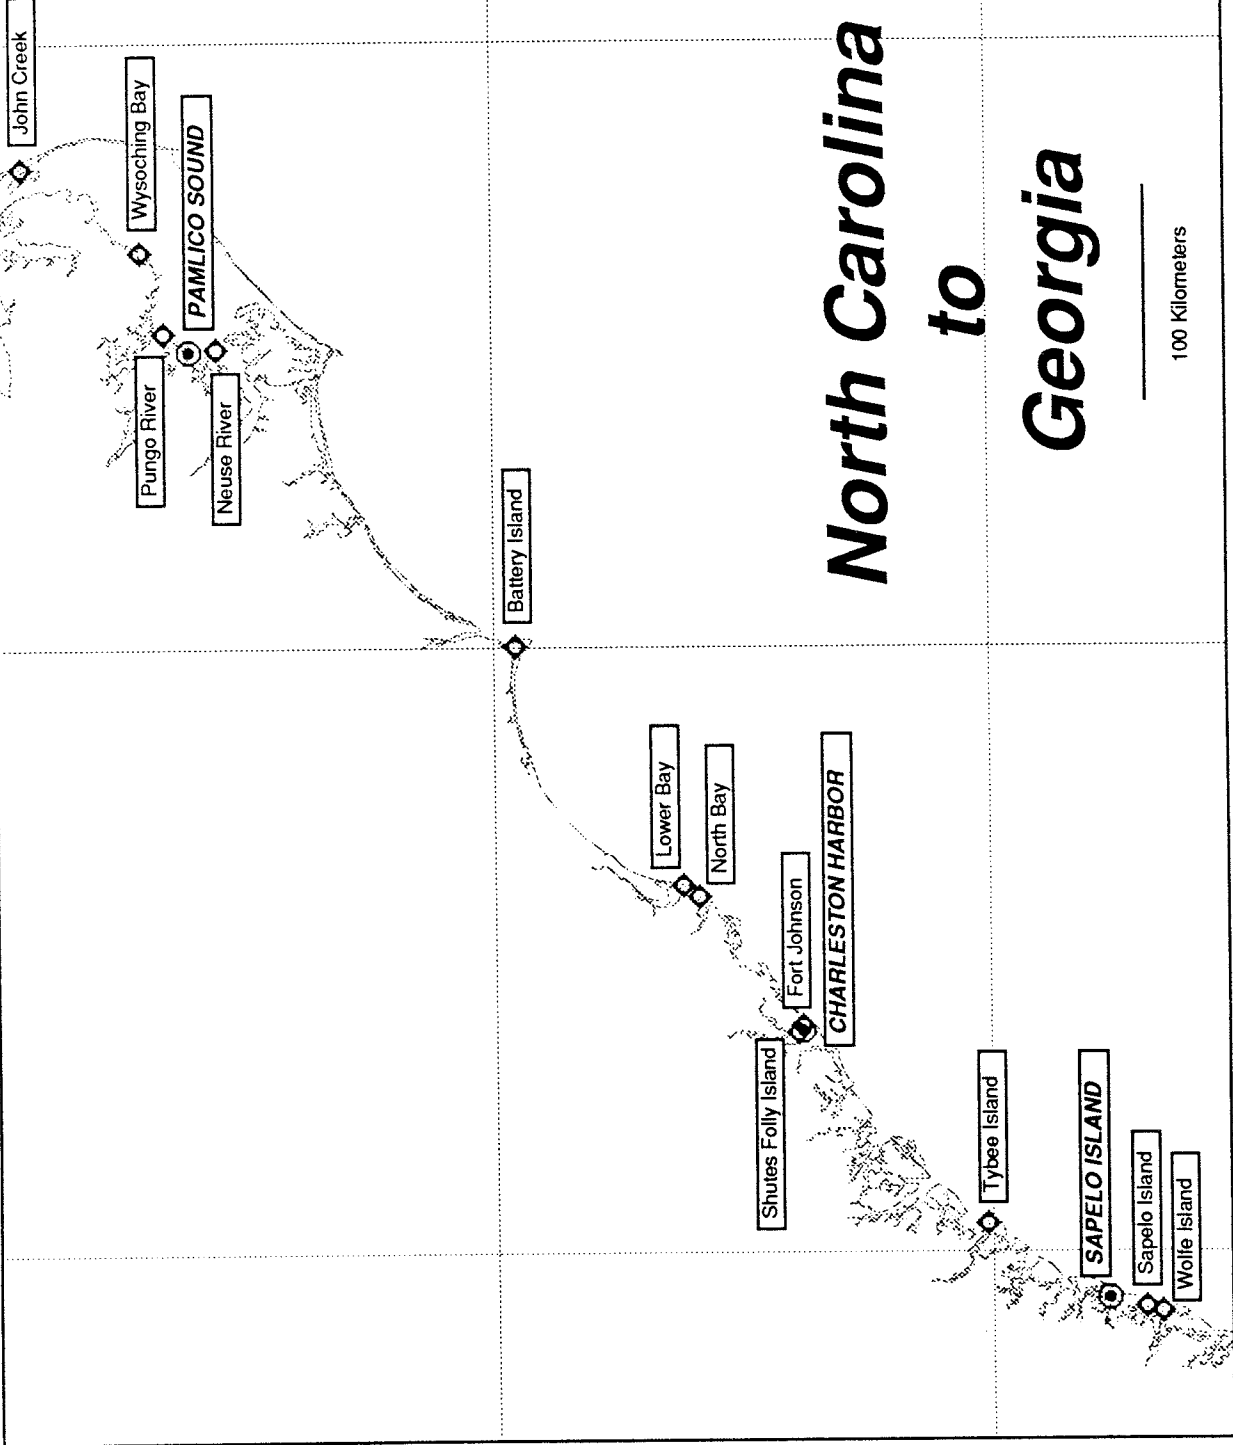 John Creek
Wysoching Bay
PAMLICO SOUND
Pungo River
Neuse River
Battery Island
Lower Bay
North Bay
Fort Johnson
CHARLESTON HARBOR
Shutes Folly Island
Tybee Island
SAPELO ISLAND
Sapelo Island
Wolfe Island
North Carolina
to
Georgia
100 Kilometers